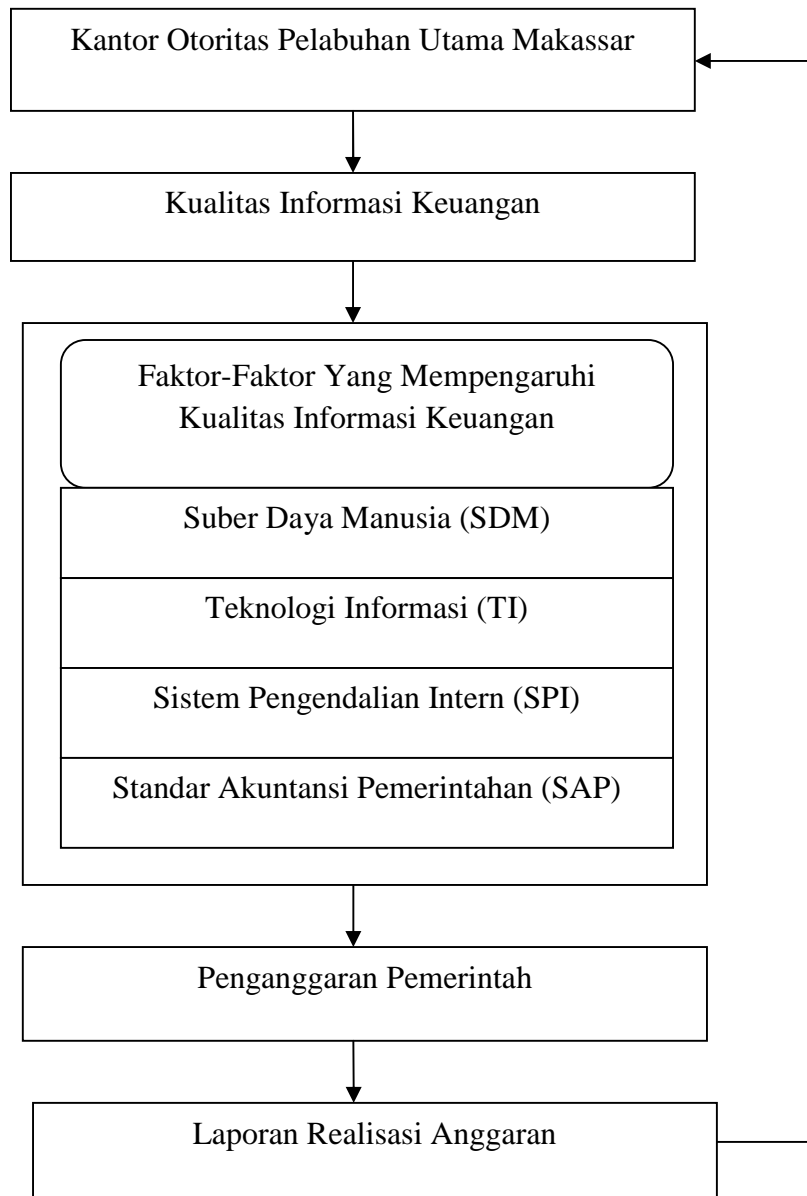 Kantor Otoritas Pelabuhan Utama Makassar
Kualitas Informasi Keuangan
Faktor-Faktor Yang Mempengaruhi
Kualitas Informasi Keuangan
Suber Daya Manusia (SDM)
Teknologi Informasi (TI)
Sistem Pengendalian Intern (SPI)
Standar Akuntansi Pemerintahan (SAP)
Penganggaran Pemerintah
Laporan Realisasi Anggaran